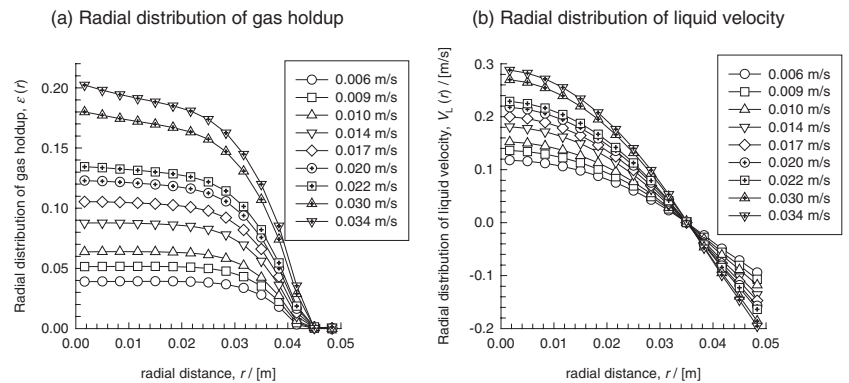 (a) Radial distribution of gas holdup
Radial distribution of gas holdup, ε (r)
0.20
0.15
0.10
0.05
0.00
0.00 0.01 0.02 0.03 0.04 0.05
radial distance, r / [m]
0.006 m/s
0.009 m/s
0.010 m/s
0.014 m/s
0.017 m/s
0.020 m/s
0.022 m/s
0.030 m/s
0.034 m/s
(b) Radial distribution of liquid velocity
Radial distribution of liquid velocity, VL (r) / [m/s]
0.3
0.2
0.1
0.0
-0.1
-0.2
0.00 0.01 0.02 0.03 0.04 0.05
radial distance, r / [m]
0.006 m/s
0.009 m/s
0.010 m/s
0.014 m/s
0.017 m/s
0.020 m/s
0.022 m/s
0.030 m/s
0.034 m/s